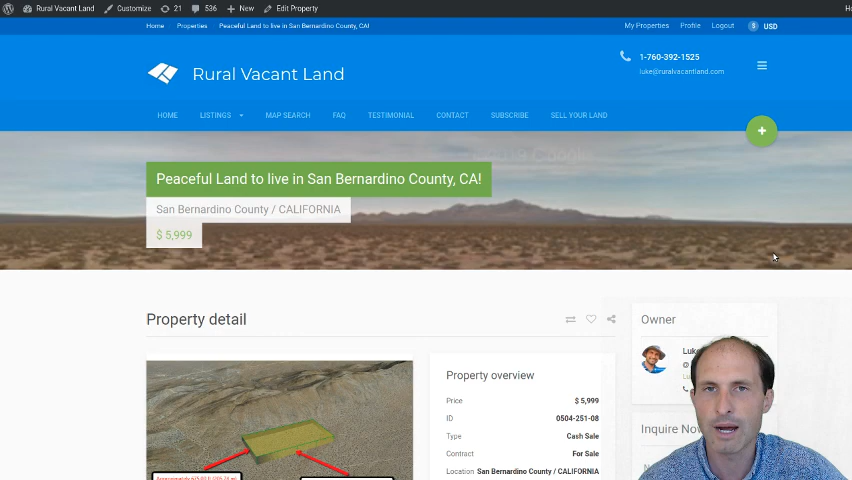 Rural Vacant Land Customize 21 536 New Edit Property
Home Properties Peaceful Land to live in San Bernardino County, CA!
My Properties Profile Logout $ USD
Rural Vacant Land
1-760-392-1525
luke@ruralvacantland.com
HOME LISTINGS MAP SEARCH FAQ TESTIMONIAL CONTACT SUBSCRIBE SELL YOUR LAND
Peaceful Land to live in San Bernardino County, CA!
San Bernardino County / CALIFORNIA
$ 5,999
Property detail
Property overview
Price $ 5,999
ID 0504-251-08
Type Cash Sale
Contract For Sale
Location San Bernardino County / CALIFORNIA
Owner
Luke
Inquire Now